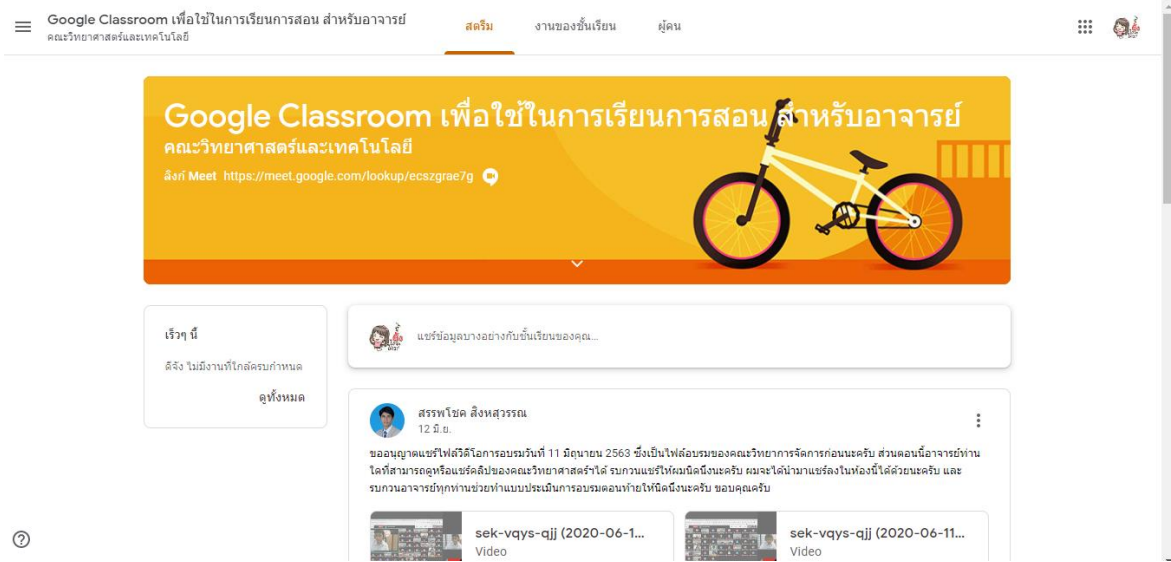 Google Classroom เพื่อใช้ในการเรียนการสอน สำหรับอาจารย์
คณะวิทยาศาสตร์และเทคโนโลยี
สตรีม
งานของชั้นเรียน
ผู้คน
Google Classroom เพื่อใช้ในการเรียนการสอน สำหรับอาจารย์
คณะวิทยาศาสตร์และเทคโนโลยี
ลิงก์ Meet https://meet.google.com/lookup/ecszgrae7g
เร็วๆ นี้
ดีจัง ไม่มีงานที่ใกล้ครบกำหนด
ดูทั้งหมด
แชร์ข้อมูลบางอย่างกับชั้นเรียนของคุณ...
สรรพโชค สิงหสุวรรณ
12 มิ.ย.
ขออนุญาตแชร์ไฟล์วิดีโอการอบรมวันที่ 11 มิถุนายน 2563 ซึ่งเป็นไฟล์อบรมของคณะวิทยาการจัดการก่อนนะครับ ส่วนตอนนี้อาจารย์ท่าน
ใดที่สามารถดูหรือแชร์คลิปของคณะวิทยาศาสตร์ฯได้ รบกวนแชร์ให้ผมนิดนึงนะครับ ผมจะได้นำมาแชร์ลงในห้องนี้ได้ด้วยนะครับ และ
รบกวนอาจารย์ทุกท่านช่วยทำแบบประเมินการอบรมตอนท้ายให้นิดนึงนะครับ ขอบคุณครับ
sek-vqys-qjj (2020-06-1...
Video
sek-vqys-qjj (2020-06-11...
Video